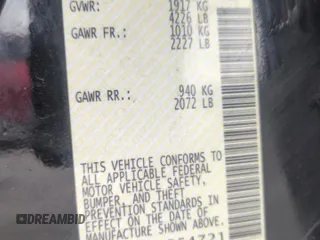 GVWR: 1917 KG
4226 LB
GAWR FR.: 1010 KG
2227 LB
GAWR RR.: 940 KG
2072 LB
THIS VEHICLE CONFORMS TO
ALL APPLICABLE FEDERAL
MOTOR VEHICLE SAFETY,
BUMPER, AND THEFT
PREVENTION STANDARDS IN
EFFECT ON THE DATE OF
MANUFACTURE SHOWN ABOVE.
DREAMBID